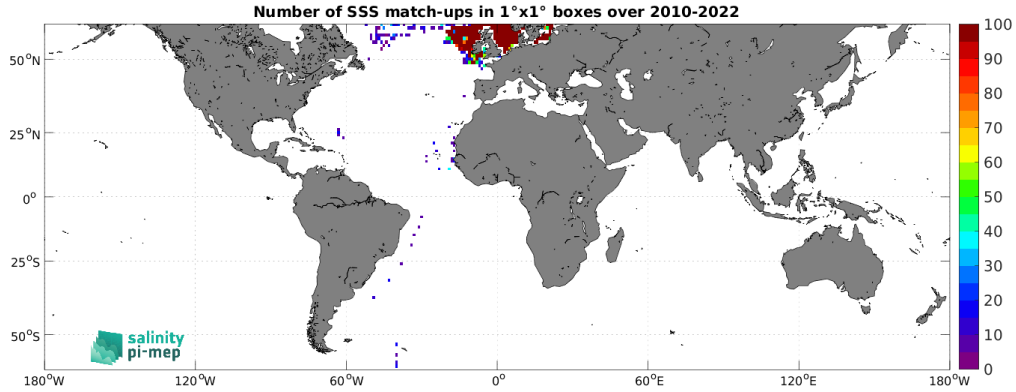 Number of SSS match-ups in 1°x1° boxes over 2010-2022
50°N
25°N
0°
25°S
50°S
180°W 120°W 60°W 0° 60°E 120°E 180°W
100
90
80
70
60
50
40
30
20
10
0
salinity
pi-mep